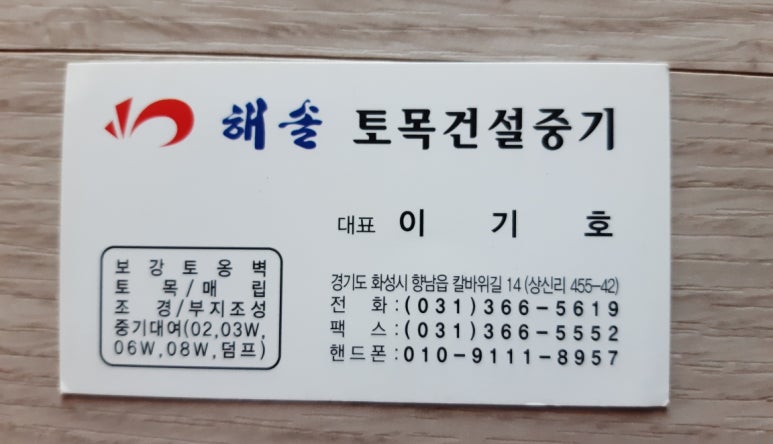 해솔 토목건설중기
대표 이 기 호
보 강 토 옹 벽
토 목/매 립
조 경/부지조성
중기대여(02,03W,
06W,08W,덤프)
경기도 화성시 향남읍 칼바위길 14 (상신리 455-42)
전 화:(031)366-5619
팩 스:(031)366-5552
핸드폰:010-9111-8957